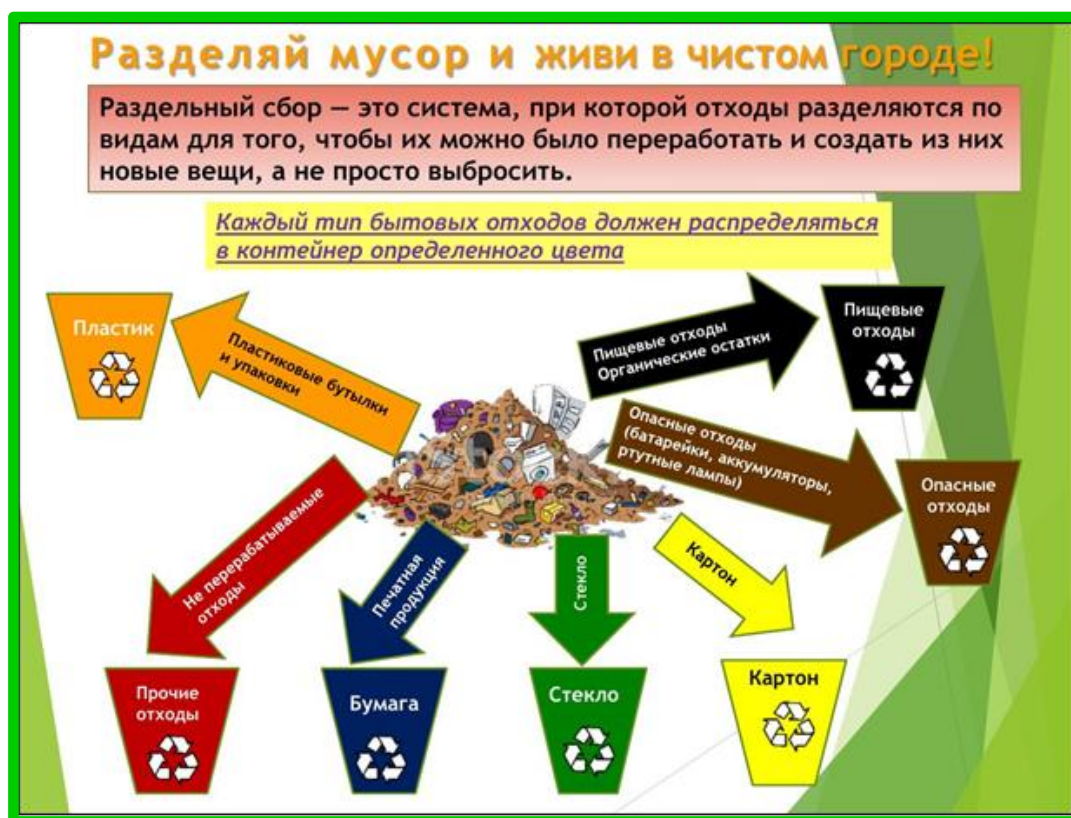 Разделяй мусор и живи в чистом городе!
Раздельный сбор — это система, при которой отходы разделяются по
видам для того, чтобы их можно было переработать и создать из них
новые вещи, а не просто выбросить.
Каждый тип бытовых отходов должен распределяться
в контейнер определенного цвета
Пластик
Пластиковые бутылки
и упаковки
Пищевые отходы
Органические остатки
Пищевые
отходы
Опасные отходы
(батарейки, аккумуляторы,
ртутные лампы)
Опасные
отходы
Не перерабатываемые
отходы
Печатная
продукция
Стекло
Картон
Прочие
отходы
Бумага
Стекло
Картон